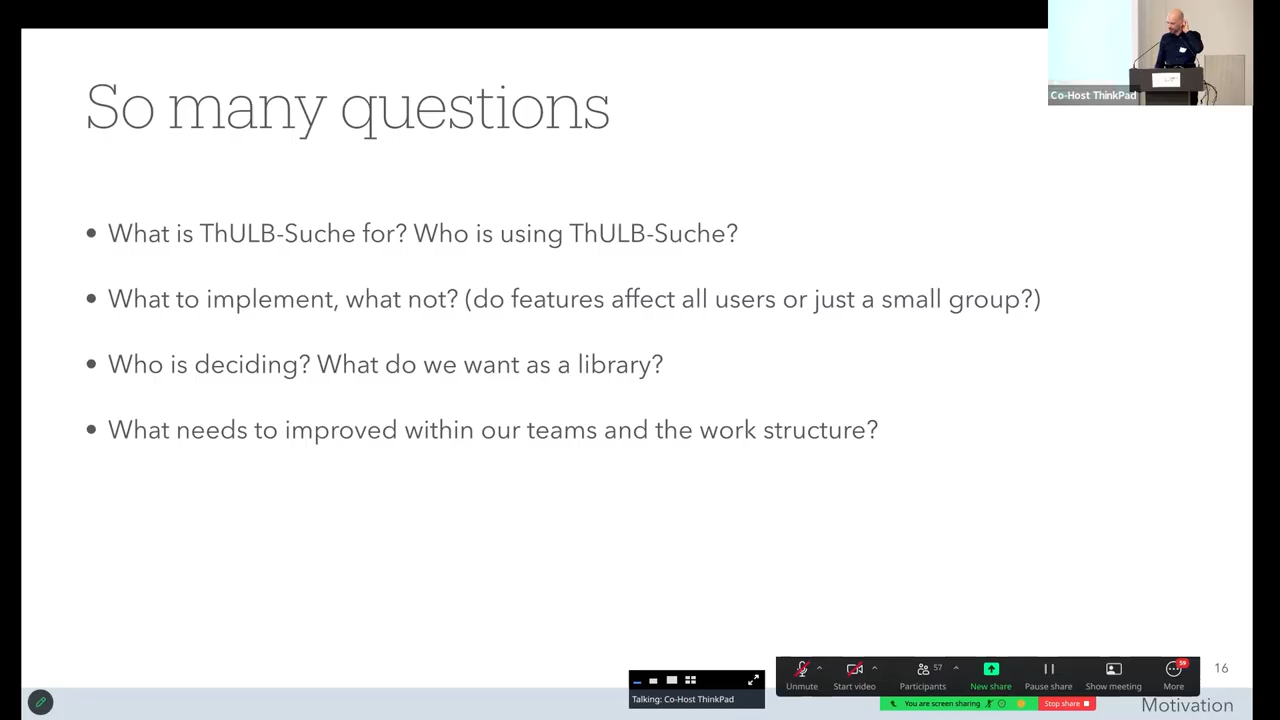 So many questions
Co-Host ThinkPad
• What is ThULB-Suche for? Who is using ThULB-Suche?
• What to implement, what not? (do features affect all users or just a small group?)
• Who is deciding? What do we want as a library?
• What needs to improved within our teams and the work structure?
Talking: Co-Host ThinkPad
Unmute
Start video
57
Participants
New share
Pause share
Show meeting
59
More
You are screen sharing
Stop share
16
Motivation